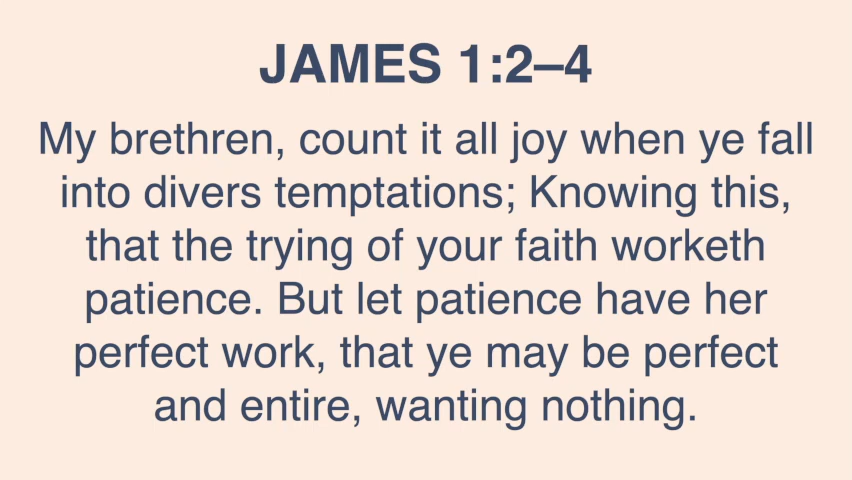 JAMES 1:2–4
My brethren, count it all joy when ye fall
into divers temptations; Knowing this,
that the trying of your faith worketh
patience. But let patience have her
perfect work, that ye may be perfect
and entire, wanting nothing.